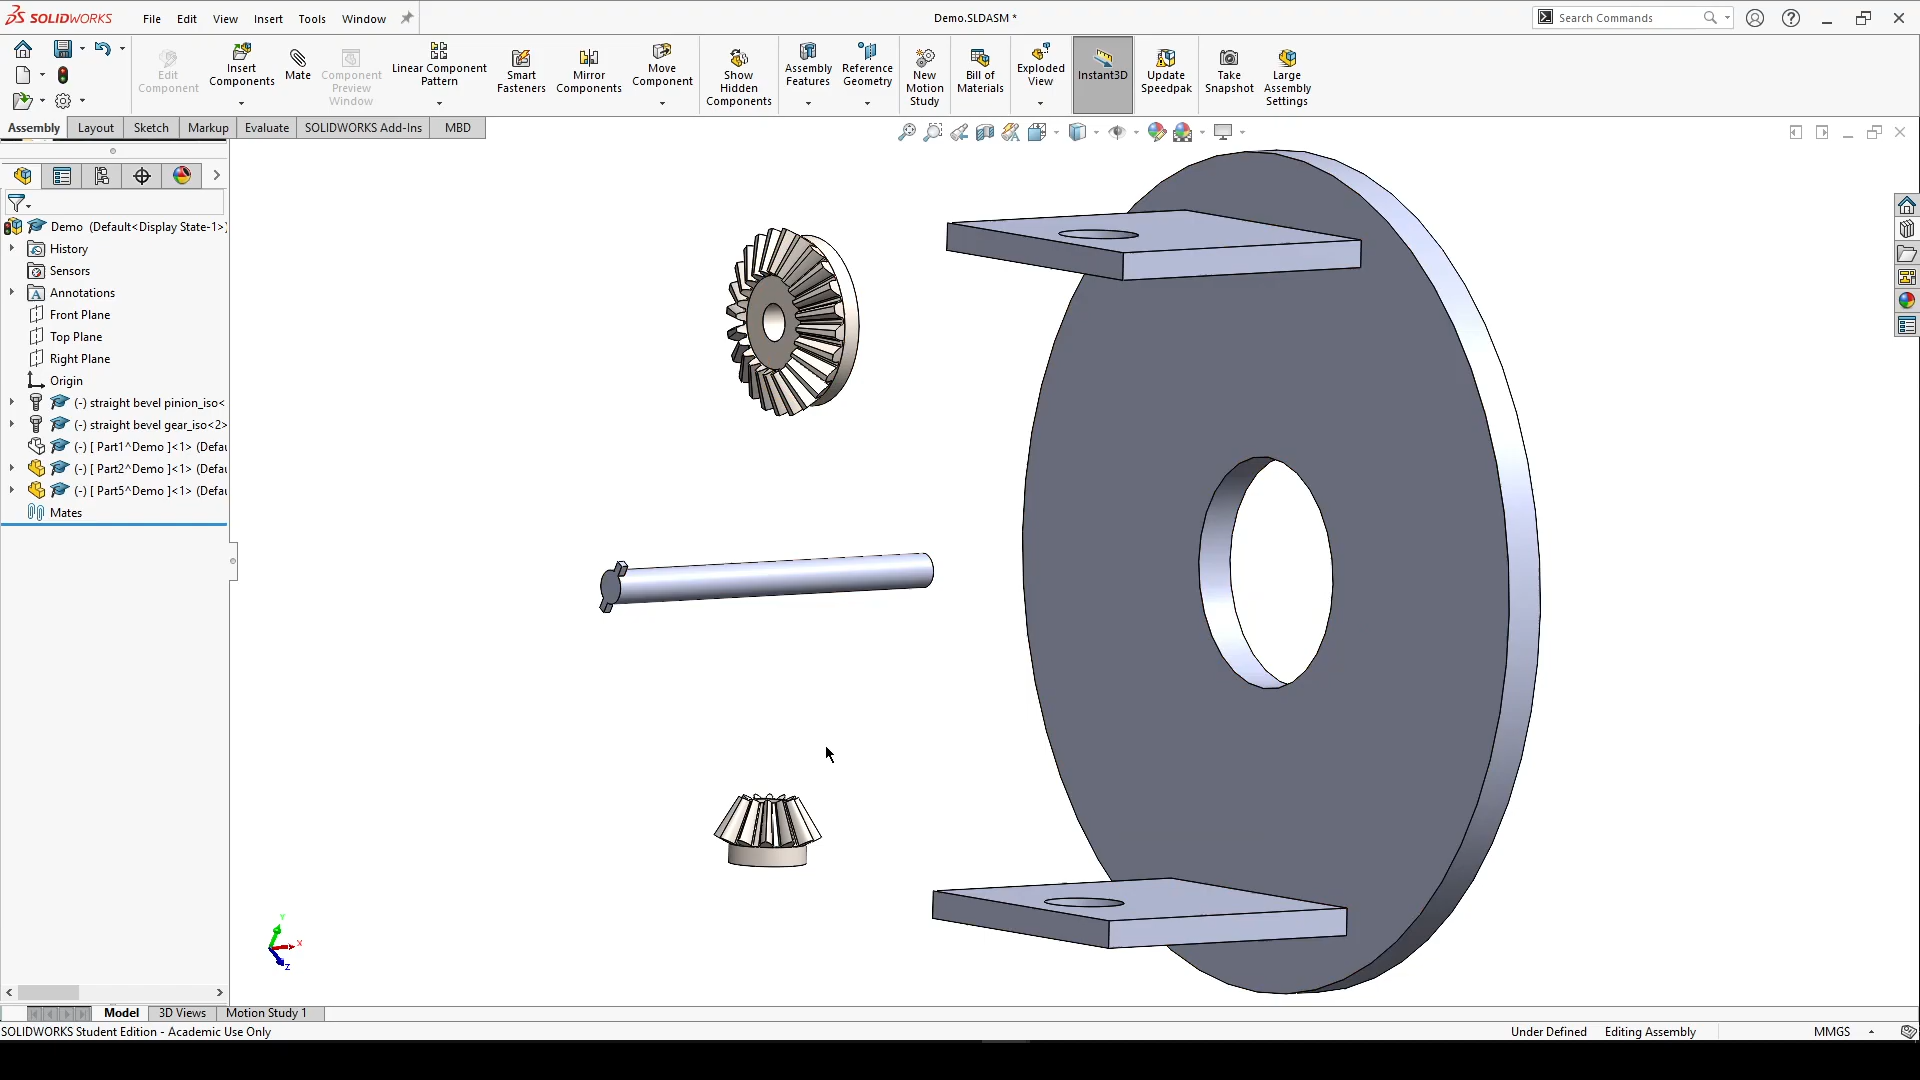 SOLIDWORKS File Edit View Insert Tools Window Demo.SLDASM * Search Commands
Edit Component
Insert Components
Mate
Component Preview Window
Linear Component Pattern
Smart Fasteners
Mirror Components
Move Component
Show Hidden Components
Assembly Features
Reference Geometry
New Motion Study
Bill of Materials
Exploded View
Instant3D
Update Speedpak
Take Snapshot
Large Assembly Settings
Assembly Layout Sketch Markup Evaluate SOLIDWORKS Add-Ins MBD
Demo (Default<Display State-1>)
History
Sensors
Annotations
Front Plane
Top Plane
Right Plane
Origin
(-) straight bevel pinion_iso<
(-) straight bevel gear_iso<2>
(-) [ Part1^Demo ]<1> (Defau
(-) [ Part2^Demo ]<1> (Defau
(-) [ Part5^Demo ]<1> (Defau
Mates
Y
X
Z
Model 3D Views Motion Study 1
SOLIDWORKS Student Edition - Academic Use Only Under Defined Editing Assembly MMGS